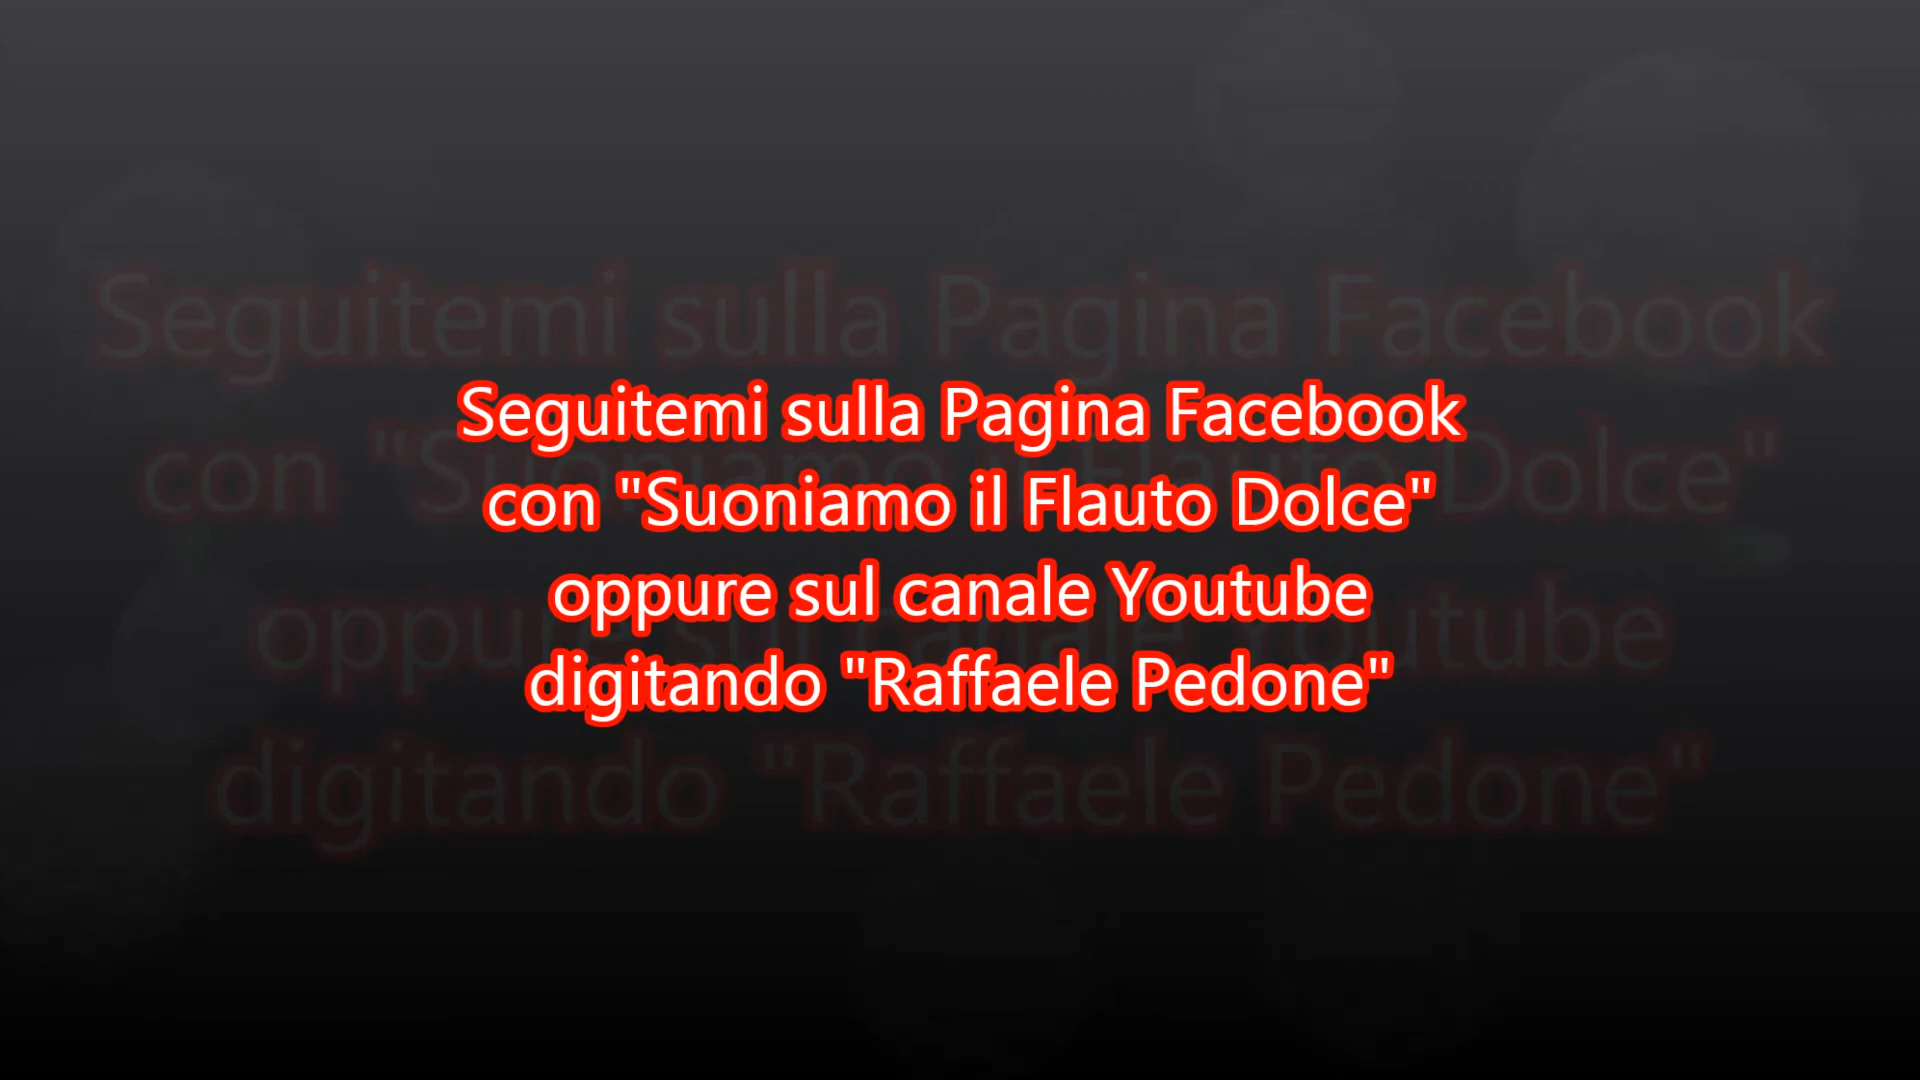 Seguitemi sulla Pagina Facebook
con "Suoniamo il Flauto Dolce"
oppure sul canale Youtube
digitando "Raffaele Pedone"